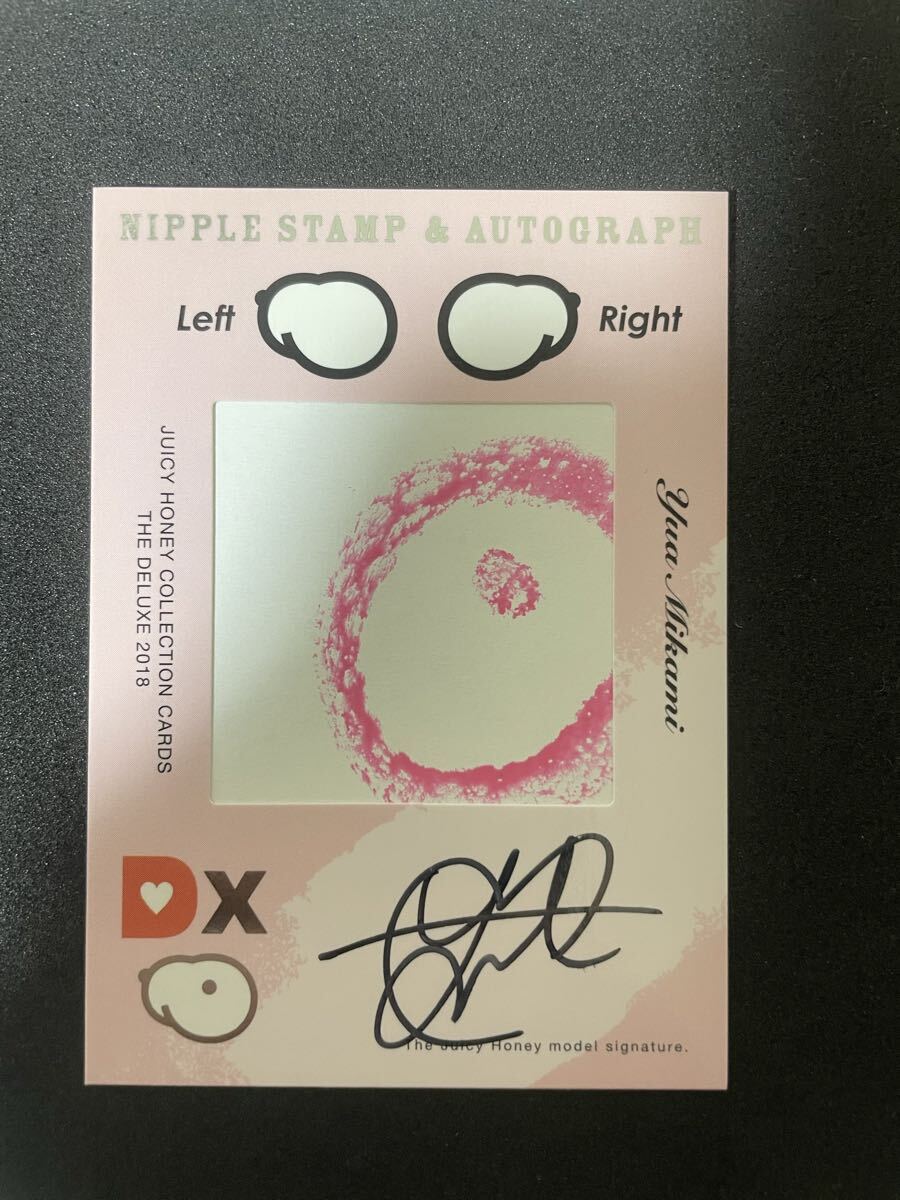 NIPPLE STAMP & AUTOGRAPH
Left
Right
JUICY HONEY COLLECTION CARDS
THE DELUXE 2018
Yua Mikami
DX
The Juicy Honey model signature.